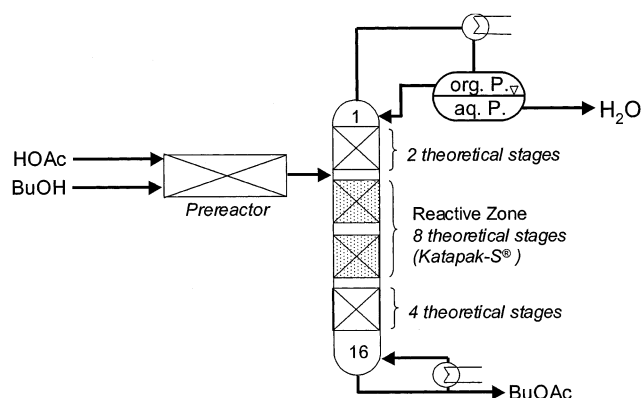 org. P.
aq. P.
H₂O
1
2 theoretical stages
HOAc
BuOH
Prereactor
Reactive Zone
8 theoretical stages
(Katapak-S®)
4 theoretical stages
16
BuOAc